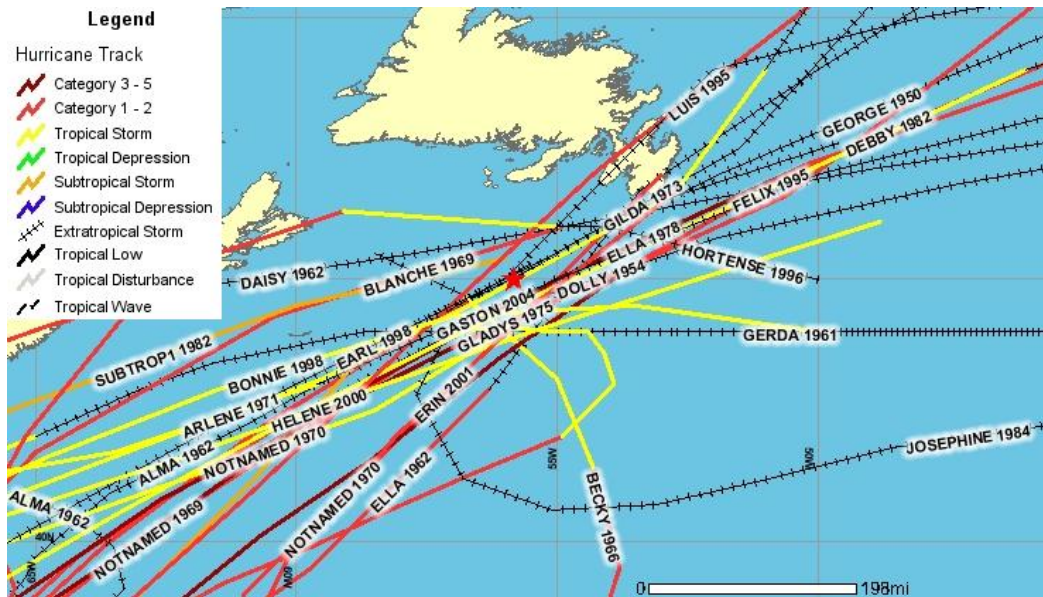 Legend
Hurricane Track
Category 3 - 5
Category 1 - 2
Tropical Storm
Tropical Depression
Subtropical Storm
Subtropical Depression
Extratropical Storm
Tropical Low
Tropical Disturbance
Tropical Wave
LUIS 1995
GEORGE 1950
DEBBY 1982
GILDA 1973
FELIX 1995
ELLA 1978
HORTENSE 1996
DAISY 1962
BLANCHE 1969
DOLLY 1954
GASTON 2004
GLADYS 1975
GERDA 1961
SUBTROP1 1982
BONNIE 1998
EARL 1998
ARLENE 1971
HELENE 2000
ERIN 2001
ALMA 1962
NOTNAMED 1970
NOTNAMED 1970
ELLA 1962
JOSEPHINE 1984
BECKY 1966
ALMA 1962
NOTNAMED 1969
55W
50W
40N
65W
60W
0
198mi